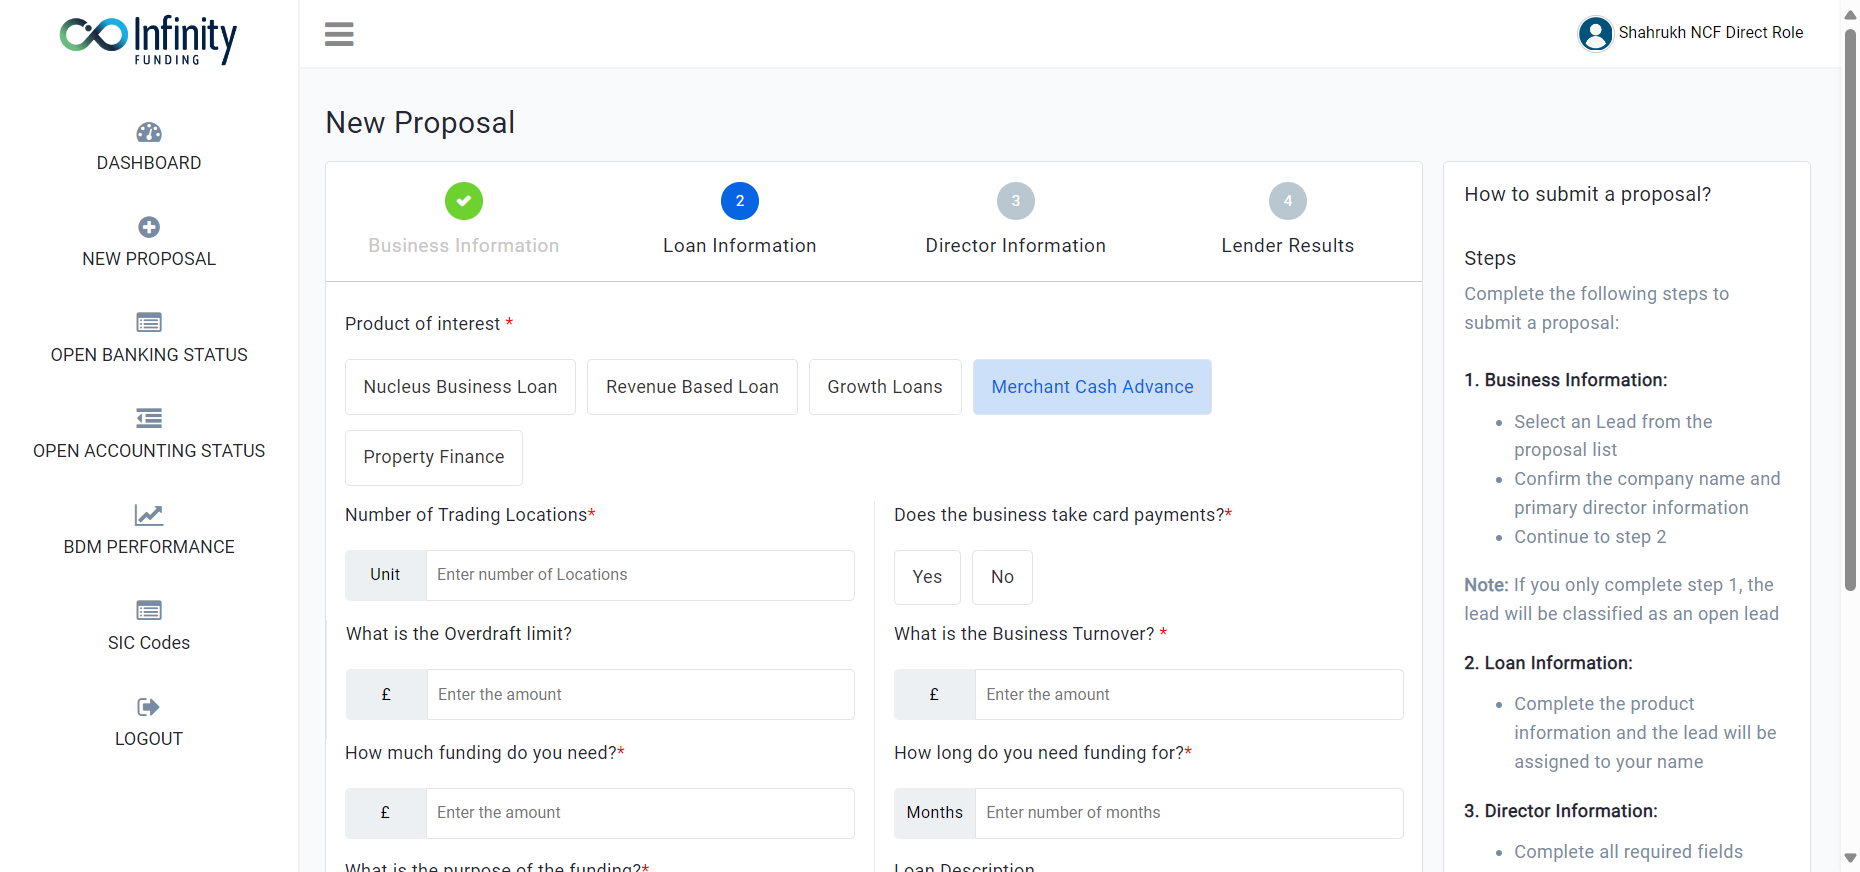 Infinity
FUNDING
Shahrukh NCF Direct Role
DASHBOARD
NEW PROPOSAL
OPEN BANKING STATUS
OPEN ACCOUNTING STATUS
BDM PERFORMANCE
SIC Codes
LOGOUT
New Proposal
2
3
4
Business Information
Loan Information
Director Information
Lender Results
Product of interest *
Nucleus Business Loan
Revenue Based Loan
Growth Loans
Merchant Cash Advance
Property Finance
Number of Trading Locations*
Does the business take card payments?*
Unit
Enter number of Locations
Yes
No
What is the Overdraft limit?
What is the Business Turnover? *
£
Enter the amount
£
Enter the amount
How much funding do you need?*
How long do you need funding for?*
£
Enter the amount
Months
Enter number of months
What is the purpose of the funding?*
Loan Description
How to submit a proposal?
Steps
Complete the following steps to
submit a proposal:
1. Business Information:
• Select an Lead from the
proposal list
• Confirm the company name and
primary director information
• Continue to step 2
Note: If you only complete step 1, the
lead will be classified as an open lead
2. Loan Information:
• Complete the product
information and the lead will be
assigned to your name
3. Director Information:
• Complete all required fields